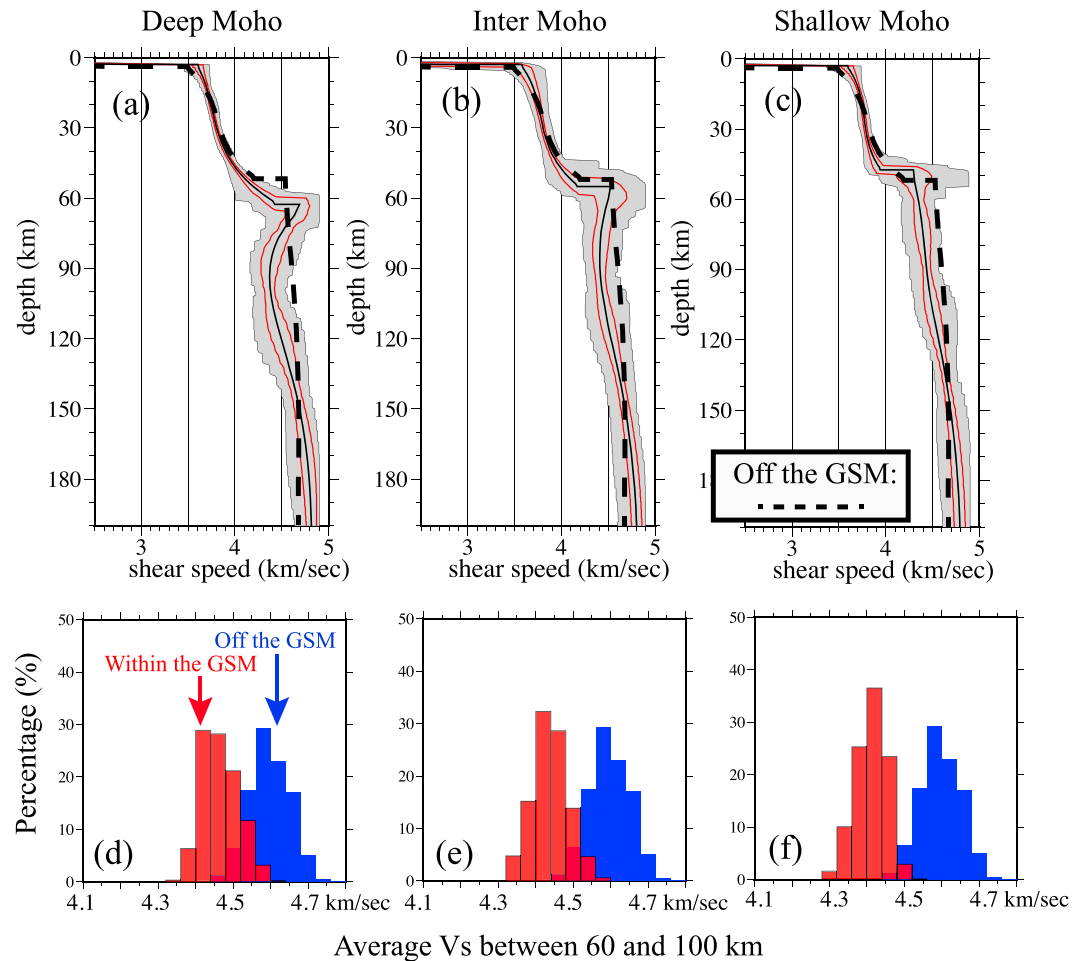 Deep Moho
Inter Moho
Shallow Moho
0
30
60
90
120
150
180
depth (km)
(a)
3
4
5
shear speed (km/sec)
0
30
60
90
120
150
180
depth (km)
(b)
3
4
5
shear speed (km/sec)
0
30
60
90
120
150
depth (km)
(c)
Off the GSM:
3
4
5
shear speed (km/sec)
Percentage (%)
50
40
30
20
10
0
Off the GSM
Within the GSM
(d)
4.1
4.3
4.5
4.7 km/sec
50
40
30
20
10
0
(e)
4.1
4.3
4.5
4.7 km/sec
50
40
30
20
10
0
(f)
4.1
4.3
4.5
4.7 km/sec
Average Vs between 60 and 100 km